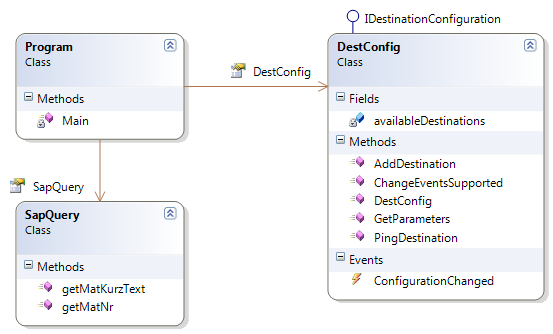 IDestinationConfiguration
Program
Class
Methods
Main
DestConfig
DestConfig
Class
Fields
availableDestinations
Methods
AddDestination
ChangeEventsSupported
DestConfig
GetParameters
PingDestination
Events
ConfigurationChanged
SapQuery
SapQuery
Class
Methods
getMatKurzText
getMatNr